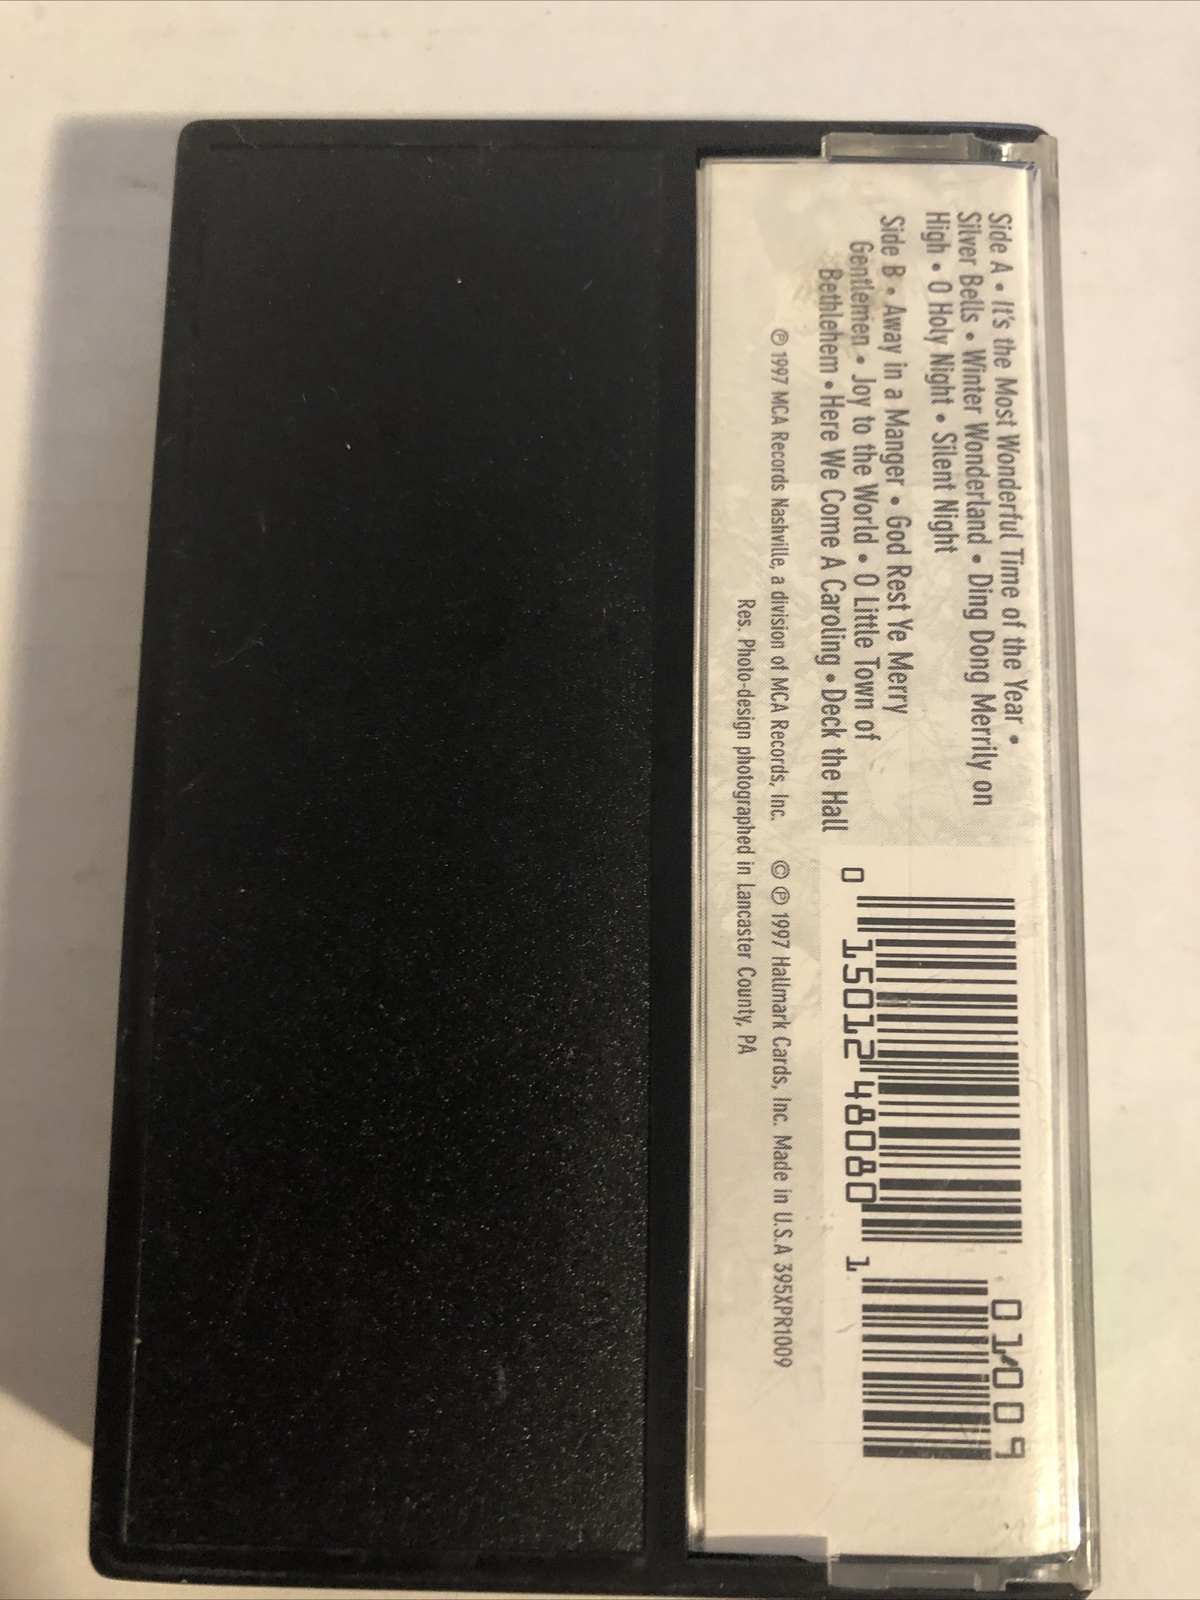 Side A • It's the Most Wonderful Time of the Year •
Silver Bells • Winter Wonderland • Ding Dong Merrily on
High • O Holy Night • Silent Night
Side B • Away in a Manger • God Rest Ye Merry
Gentlemen • Joy to the World • O Little Town of
Bethlehem • Here We Come A Caroling • Deck the Hall
℗ 1997 MCA Records Nashville, a division of MCA Records, Inc. © ℗ 1997 Hallmark Cards, Inc. Made in U.S.A 395XPR1009
Res. Photo-design photographed in Lancaster County, PA
0 15012 48080 1
01009